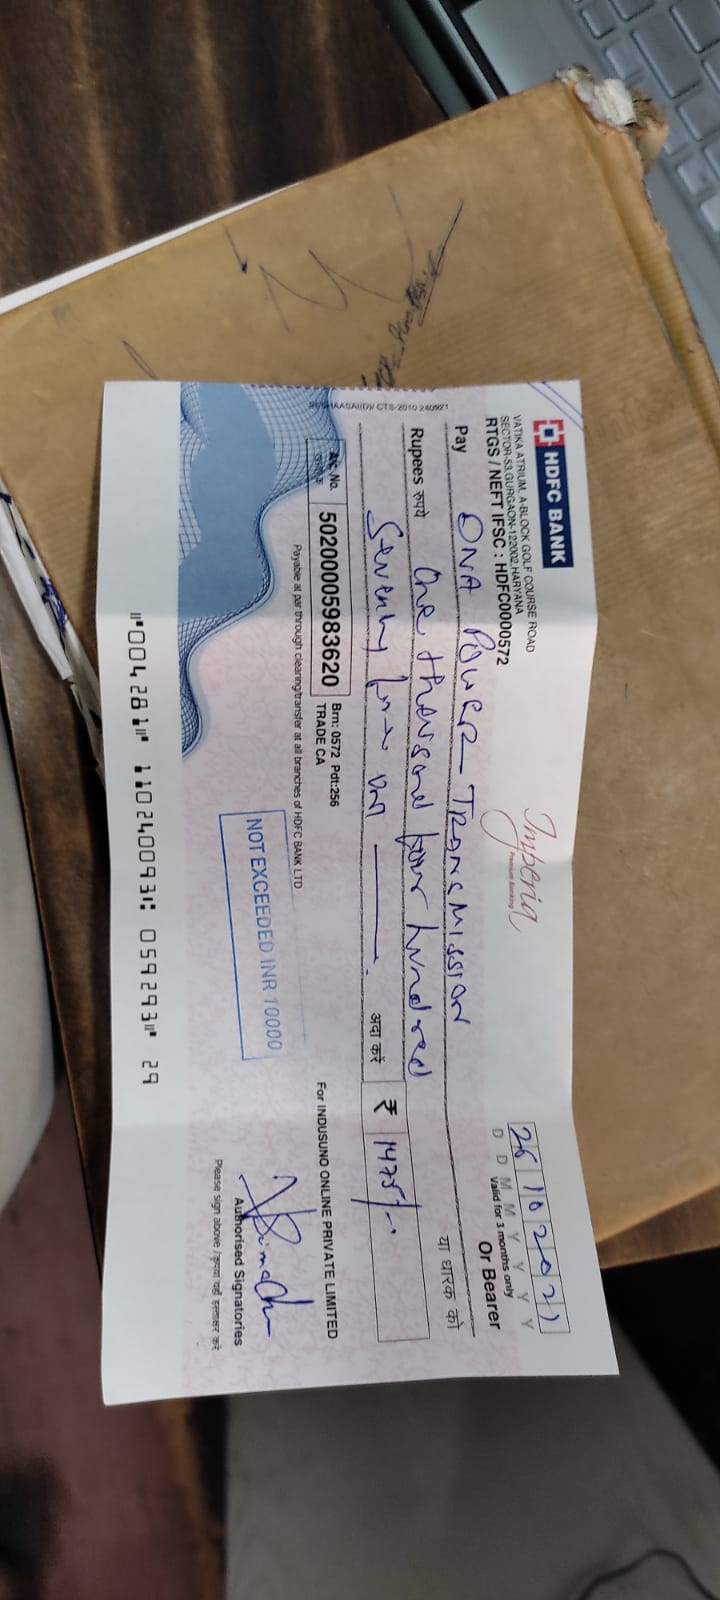 HDFC BANK
VATIKA ATRIUM, A-BLOCK GOLF COURSE ROAD
SECTOR-53,GURGAON-122002,HARYANA
RTGS / NEFT IFSC : HDFC0000572
Imperia
Premium Banking
26102021
D D M M Y Y Y Y
Valid for 3 months only
Pay DNA POWER TRANSMISSION Or Bearer
या धारक को
Rupees रुपये One thousand four hundred
Seventy five only अदा करें ₹ 1475/-
A/c No. 50200005983620 Brn: 0572 Pdt:256
TRADE CA
For INDUSUNO ONLINE PRIVATE LIMITED
Payable at par through clearing/transfer at all branches of HDFC BANK LTD
NOT EXCEEDED INR 10000
Authorised Signatories
Please sign above / कृपया यहाँ हस्ताक्षर करें
CTS-2010 240921
⑈004281⑈ 110240093⑆ 059293⑈ 29